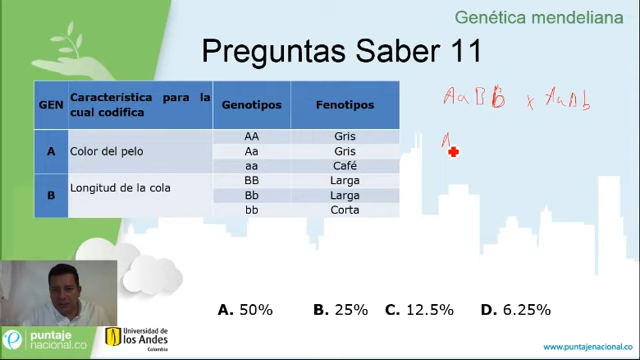 Genética mendeliana
Preguntas Saber 11
GEN Característica para la cual codifica Genotipos Fenotipos
A Color del pelo AA Gris
Aa Gris
aa Café
B Longitud de la cola BB Larga
Bb Larga
bb Corta
AaBb x AaBb
A
A. 50% B. 25% C. 12.5% D. 6.25%
puntaje
nacional.co
Universidad de
los Andes
Colombia
www.puntajenacional.co